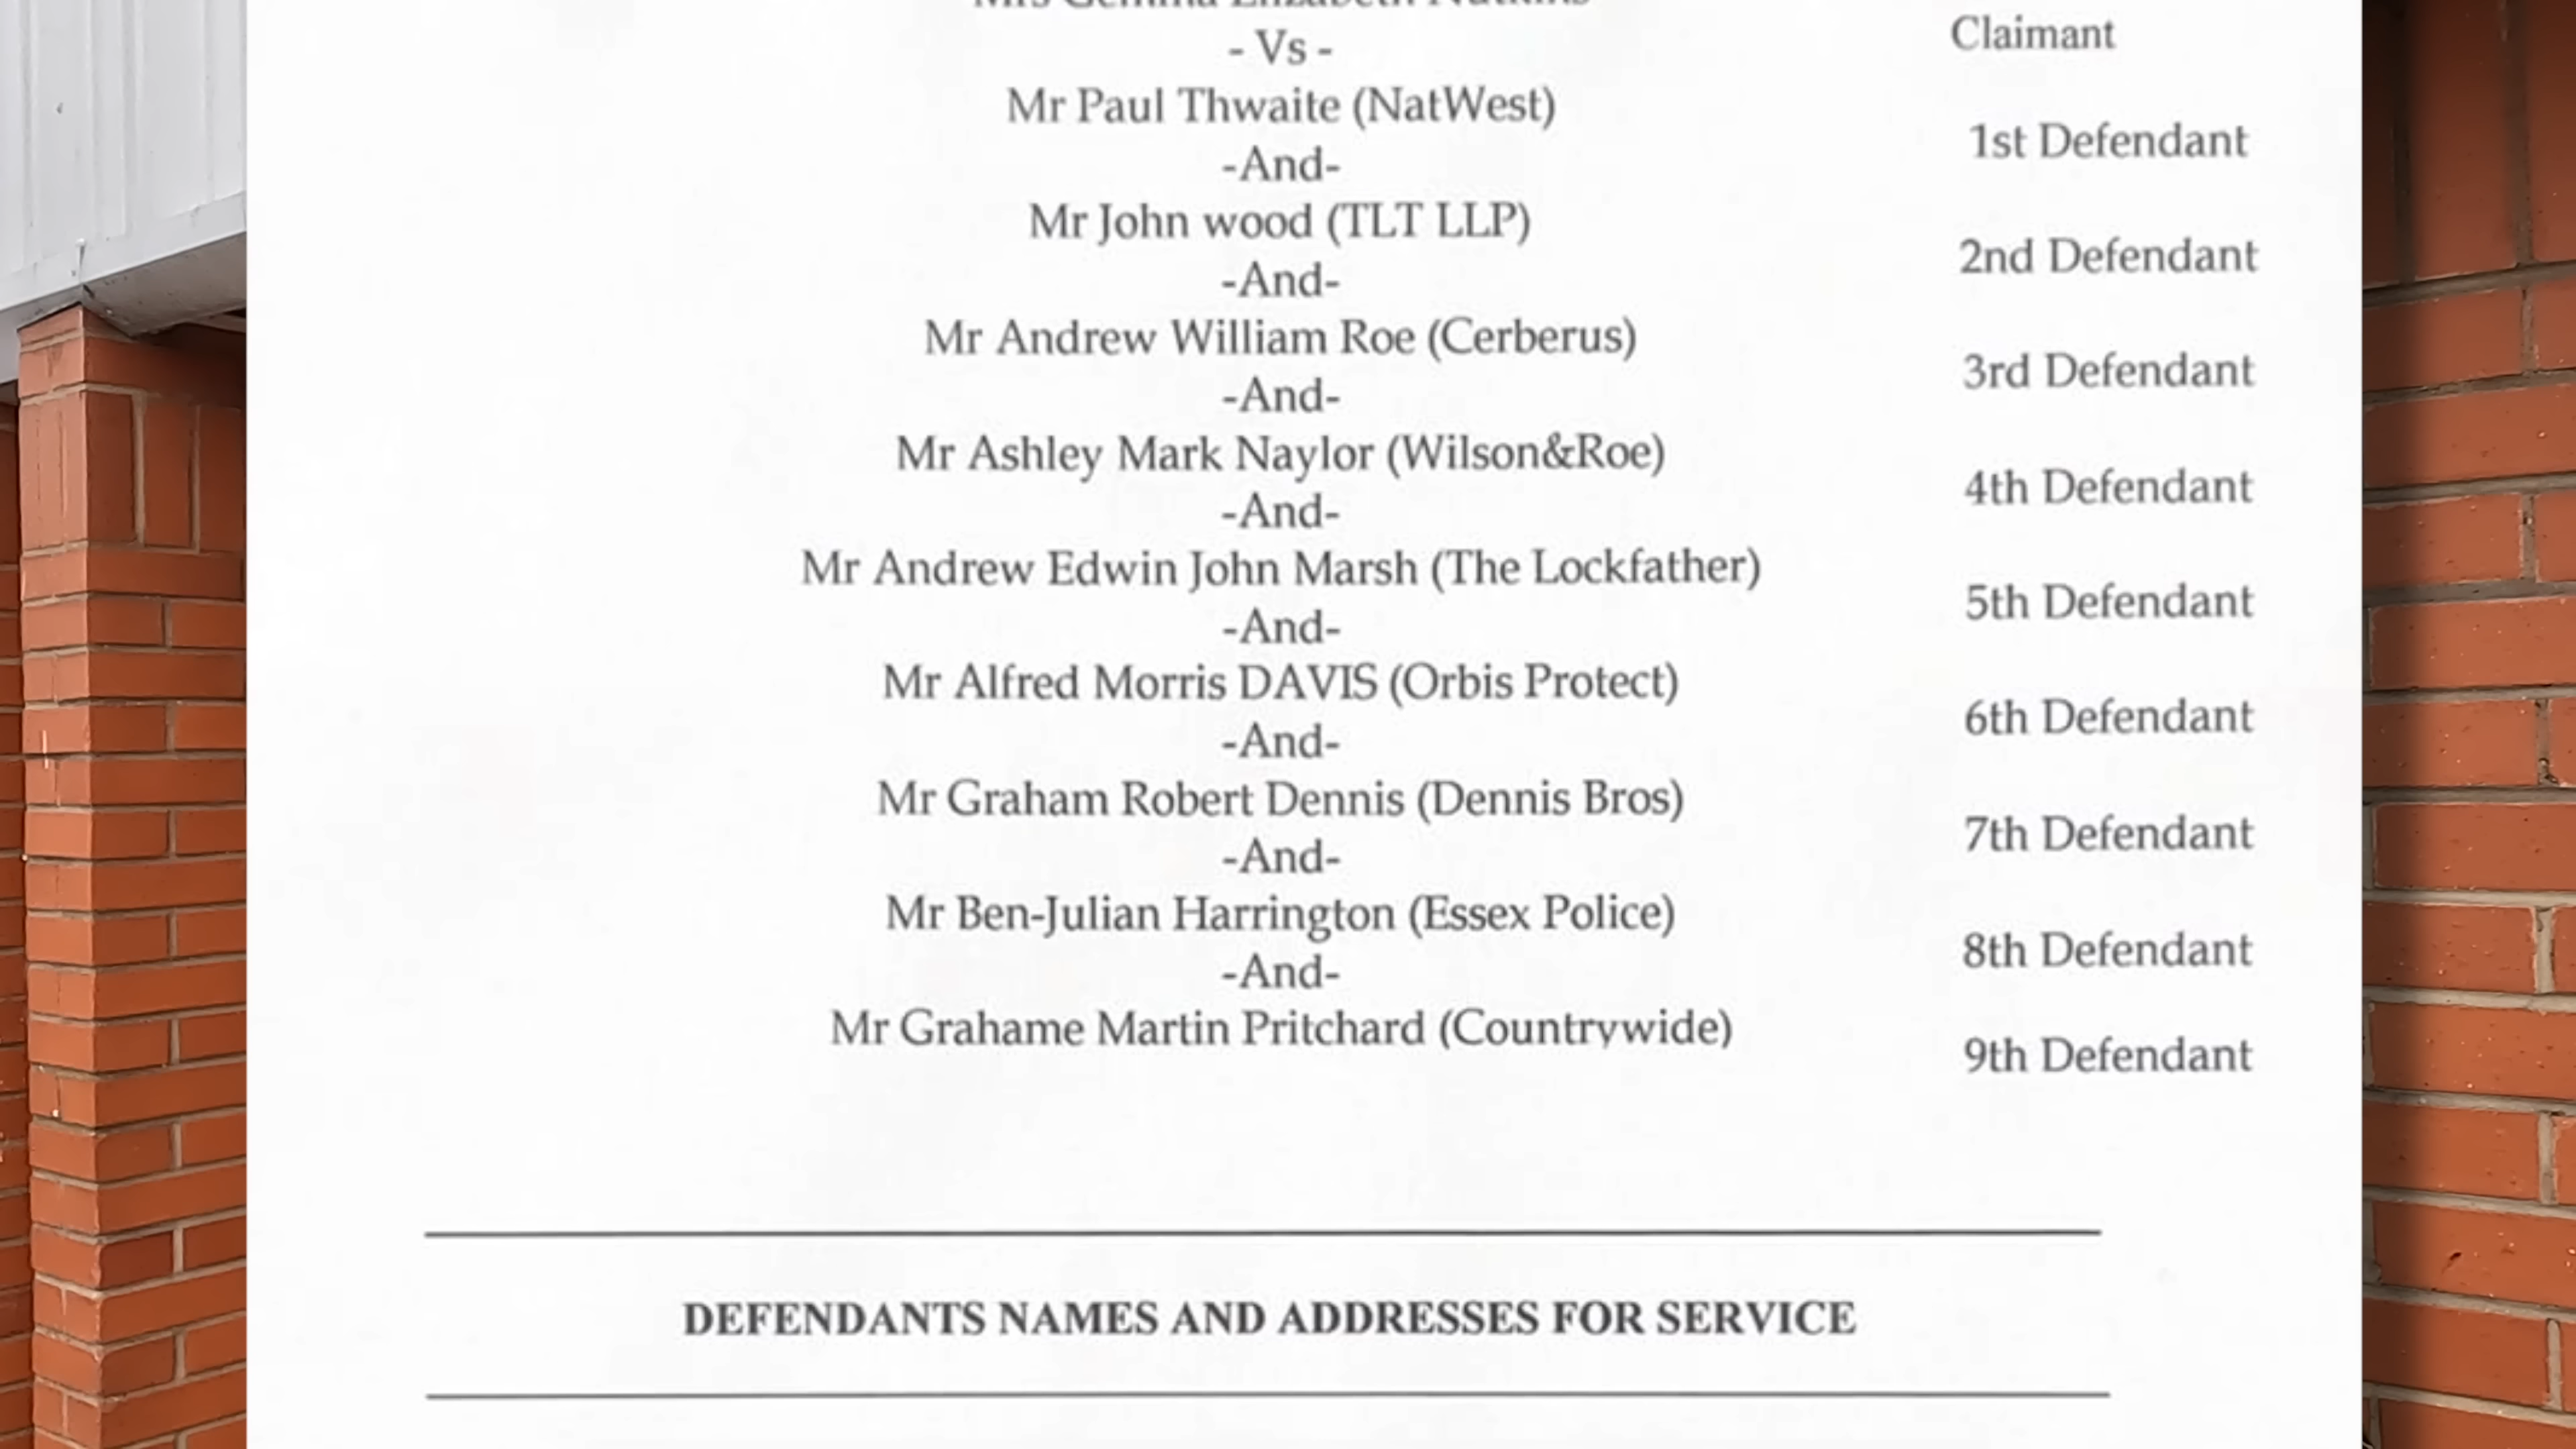 Mrs Gemma Elizabeth
Claimant
- Vs -
Mr Paul Thwaite (NatWest)
1st Defendant
-And-
Mr John wood (TLT LLP)
2nd Defendant
-And-
Mr Andrew William Roe (Cerberus)
3rd Defendant
-And-
Mr Ashley Mark Naylor (Wilson&Roe)
4th Defendant
-And-
Mr Andrew Edwin John Marsh (The Lockfather)
5th Defendant
-And-
Mr Alfred Morris DAVIS (Orbis Protect)
6th Defendant
-And-
Mr Graham Robert Dennis (Dennis Bros)
7th Defendant
-And-
Mr Ben-Julian Harrington (Essex Police)
8th Defendant
-And-
Mr Grahame Martin Pritchard (Countrywide)
9th Defendant
DEFENDANTS NAMES AND ADDRESSES FOR SERVICE